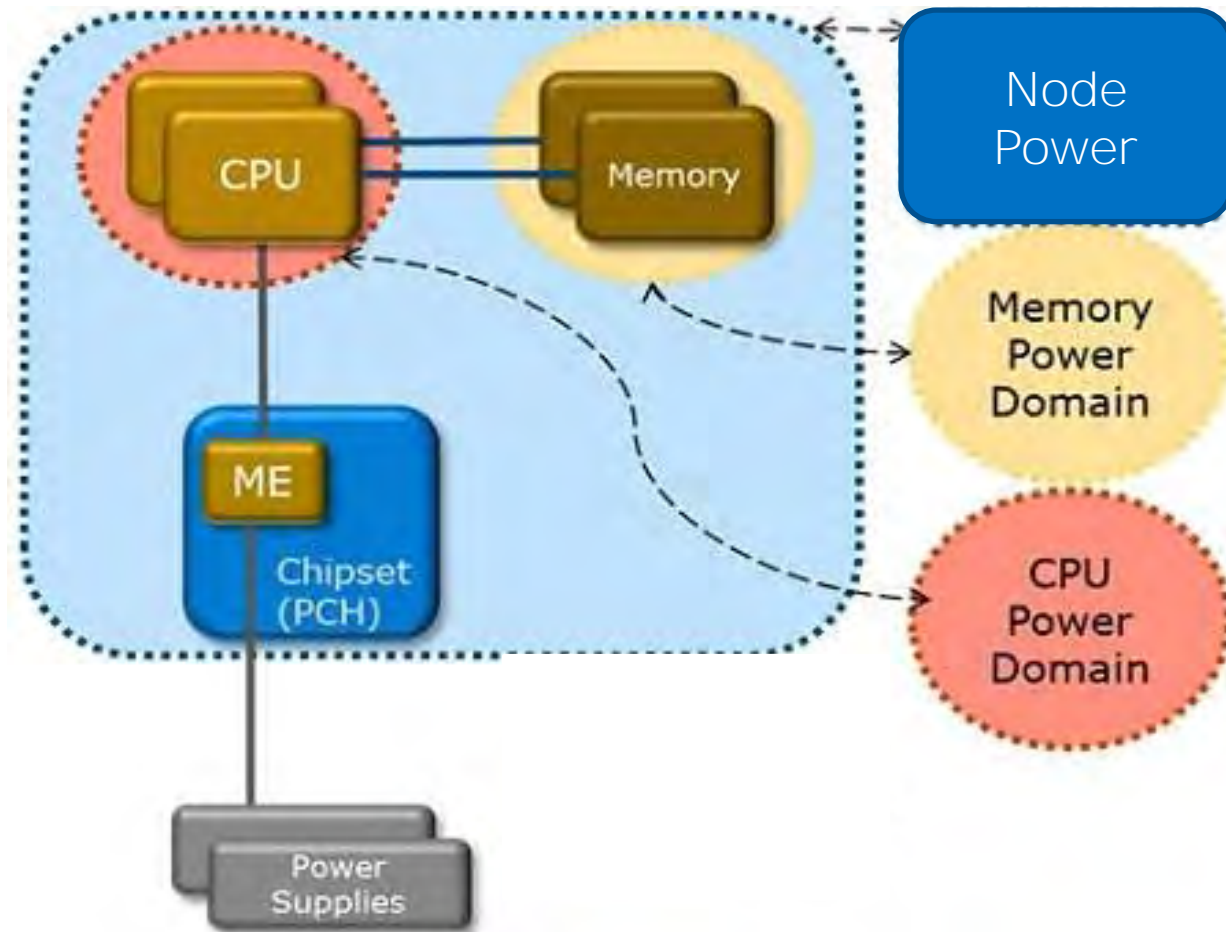 CPU
Memory
Node
Power
Memory
Power
Domain
ME
Chipset
(PCH)
CPU
Power
Domain
Power
Supplies